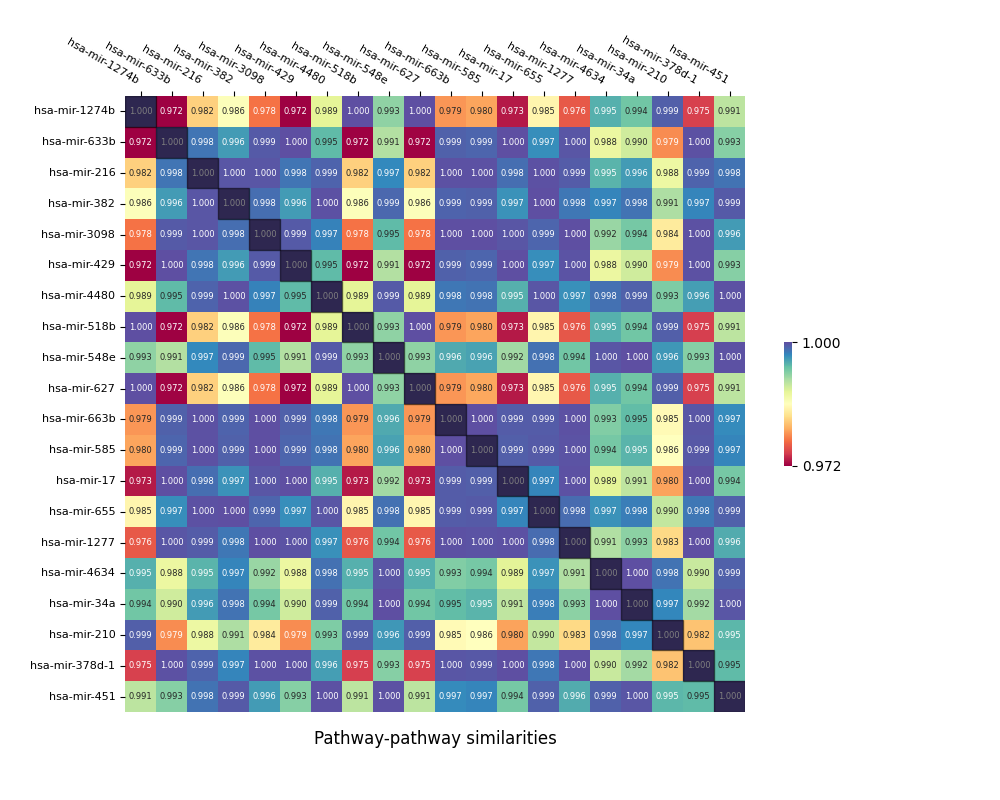 hsa-mir-1274b hsa-mir-633b hsa-mir-216 hsa-mir-382 hsa-mir-3098 hsa-mir-429 hsa-mir-4480 hsa-mir-518b hsa-mir-548e hsa-mir-627 hsa-mir-663b hsa-mir-585 hsa-mir-17 hsa-mir-655 hsa-mir-1277 hsa-mir-4634 hsa-mir-34a hsa-mir-210 hsa-mir-378d-1 hsa-mir-451
hsa-mir-1274b 1.000 0.972 0.982 0.986 0.978 0.972 0.989 1.000 0.993 1.000 0.979 0.980 0.973 0.985 0.976 0.995 0.994 0.999 0.975 0.991
hsa-mir-633b 0.972 1.000 0.998 0.996 0.999 1.000 0.995 0.972 0.991 0.972 0.999 0.999 1.000 0.997 1.000 0.988 0.990 0.979 1.000 0.993
hsa-mir-216 0.982 0.998 1.000 1.000 1.000 0.998 0.999 0.982 0.997 0.982 1.000 1.000 0.998 1.000 0.999 0.995 0.996 0.988 0.999 0.998
hsa-mir-382 0.986 0.996 1.000 1.000 0.998 0.996 1.000 0.986 0.999 0.986 0.999 0.999 0.997 1.000 0.998 0.997 0.998 0.991 0.997 0.999
hsa-mir-3098 0.978 0.999 1.000 0.998 1.000 0.999 0.997 0.978 0.995 0.978 1.000 1.000 1.000 0.999 1.000 0.992 0.994 0.984 1.000 0.996
hsa-mir-429 0.972 1.000 0.998 0.996 0.999 1.000 0.995 0.972 0.991 0.972 0.999 0.999 1.000 0.997 1.000 0.988 0.990 0.979 1.000 0.993
hsa-mir-4480 0.989 0.995 0.999 1.000 0.997 0.995 1.000 0.989 0.999 0.989 0.998 0.998 0.995 1.000 0.997 0.998 0.999 0.993 0.996 1.000
hsa-mir-518b 1.000 0.972 0.982 0.986 0.978 0.972 0.989 1.000 0.993 1.000 0.979 0.980 0.973 0.985 0.976 0.995 0.994 0.999 0.975 0.991
hsa-mir-548e 0.993 0.991 0.997 0.999 0.995 0.991 0.999 0.993 1.000 0.993 0.996 0.996 0.992 0.998 0.994 1.000 1.000 0.996 0.993 1.000
hsa-mir-627 1.000 0.972 0.982 0.986 0.978 0.972 0.989 1.000 0.993 1.000 0.979 0.980 0.973 0.985 0.976 0.995 0.994 0.999 0.975 0.991
hsa-mir-663b 0.979 0.999 1.000 0.999 1.000 0.999 0.998 0.979 0.996 0.979 1.000 1.000 0.999 0.999 1.000 0.993 0.995 0.985 1.000 0.997
hsa-mir-585 0.980 0.999 1.000 0.999 1.000 0.999 0.998 0.980 0.996 0.980 1.000 1.000 0.999 0.999 1.000 0.994 0.995 0.986 0.999 0.997
hsa-mir-17 0.973 1.000 0.998 0.997 1.000 1.000 0.995 0.973 0.992 0.973 0.999 0.999 1.000 0.997 1.000 0.989 0.991 0.980 1.000 0.994
hsa-mir-655 0.985 0.997 1.000 1.000 0.999 0.997 1.000 0.985 0.998 0.985 0.999 0.999 0.997 1.000 0.998 0.997 0.998 0.990 0.998 0.999
hsa-mir-1277 0.976 1.000 0.999 0.998 1.000 1.000 0.997 0.976 0.994 0.976 1.000 1.000 1.000 0.998 1.000 0.991 0.993 0.983 1.000 0.996
hsa-mir-4634 0.995 0.988 0.995 0.997 0.992 0.988 0.998 0.995 1.000 0.995 0.993 0.994 0.989 0.997 0.991 1.000 1.000 0.998 0.990 0.999
hsa-mir-34a 0.994 0.990 0.996 0.998 0.994 0.990 0.999 0.994 1.000 0.994 0.995 0.995 0.991 0.998 0.993 1.000 1.000 0.997 0.992 1.000
hsa-mir-210 0.999 0.979 0.988 0.991 0.984 0.979 0.993 0.999 0.996 0.999 0.985 0.986 0.980 0.990 0.983 0.998 0.997 1.000 0.982 0.995
hsa-mir-378d-1 0.975 1.000 0.999 0.997 1.000 1.000 0.996 0.975 0.993 0.975 1.000 0.999 1.000 0.998 1.000 0.990 0.992 0.982 1.000 0.995
hsa-mir-451 0.991 0.993 0.998 0.999 0.996 0.993 1.000 0.991 1.000 0.991 0.997 0.997 0.994 0.999 0.996 0.999 1.000 0.995 0.995 1.000
1.000
0.972
Pathway-pathway similarities